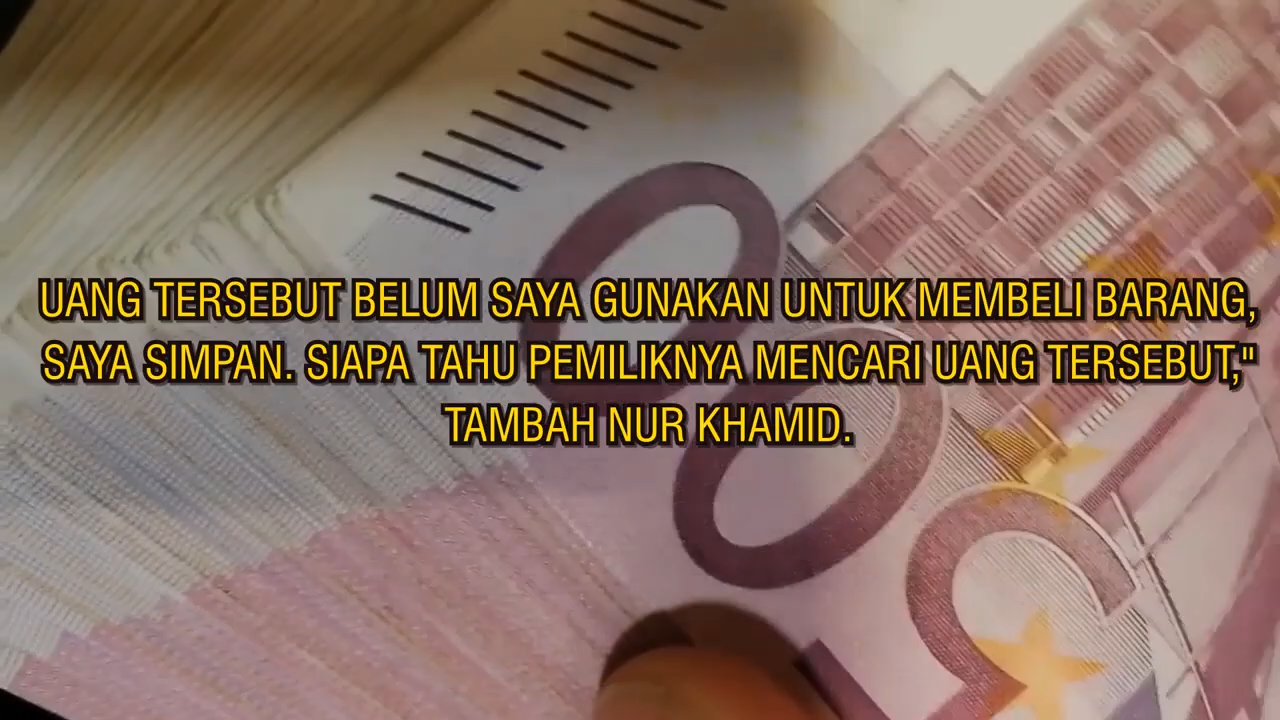 UANG TERSEBUT BELUM SAYA GUNAKAN UNTUK MEMBELI BARANG,
SAYA SIMPAN. SIAPA TAHU PEMILIKNYA MENCARI UANG TERSEBUT,"
TAMBAH NUR KHAMID.
500